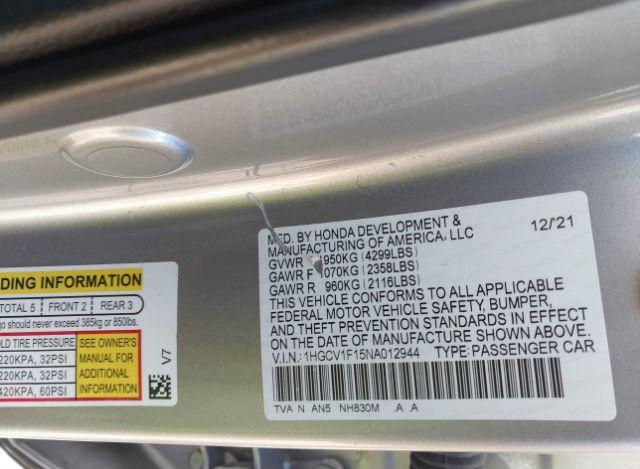 MFD. BY HONDA DEVELOPMENT & 12/21
MANUFACTURING OF AMERICA, LLC
GVWR 1950KG (4299LBS)
GAWR F 1070KG (2358LBS)
GAWR R 960KG (2116LBS)
THIS VEHICLE CONFORMS TO ALL APPLICABLE
FEDERAL MOTOR VEHICLE SAFETY, BUMPER,
AND THEFT PREVENTION STANDARDS IN EFFECT
ON THE DATE OF MANUFACTURE SHOWN ABOVE.
V.I.N.: 1HGCV1F15NA012944 TYPE: PASSENGER CAR
TVA N AN5 NH830M .A .A
DING INFORMATION
TOTAL 5 FRONT 2 REAR 3
go should never exceed 385kg or 850lbs.
OLD TIRE PRESSURE
220KPA, 32PSI
220KPA, 32PSI
420KPA, 60PSI
SEE OWNER'S
MANUAL FOR
ADDITIONAL
INFORMATION
V7